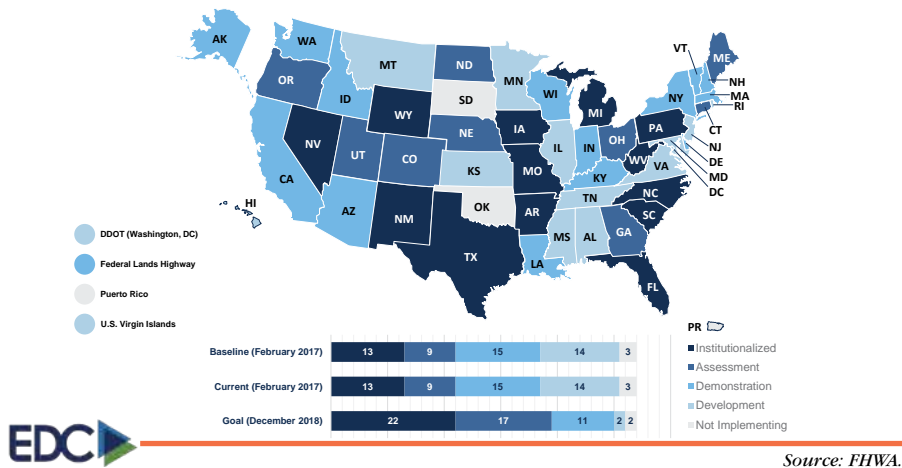 AK
WA
MT
ND
MN
VT
ME
OR
ID
SD
WI
NH
MA
NY
RI
WY
MI
CT
NV
UT
NE
IA
IL
IN
OH
PA
NJ
CO
KS
MO
WV
VA
DE
CA
KY
MD
DC
AZ
NM
OK
AR
TN
NC
SC
HI
MS
AL
GA
TX
LA
FL
DDOT (Washington, DC)
Federal Lands Highway
Puerto Rico
U.S. Virgin Islands
PR
Baseline (February 2017) 13 9 15 14 3
Current (February 2017) 13 9 15 14 3
Goal (December 2018) 22 17 11 2 2
Institutionalized
Assessment
Demonstration
Development
Not Implementing
EDC
Source: FHWA.